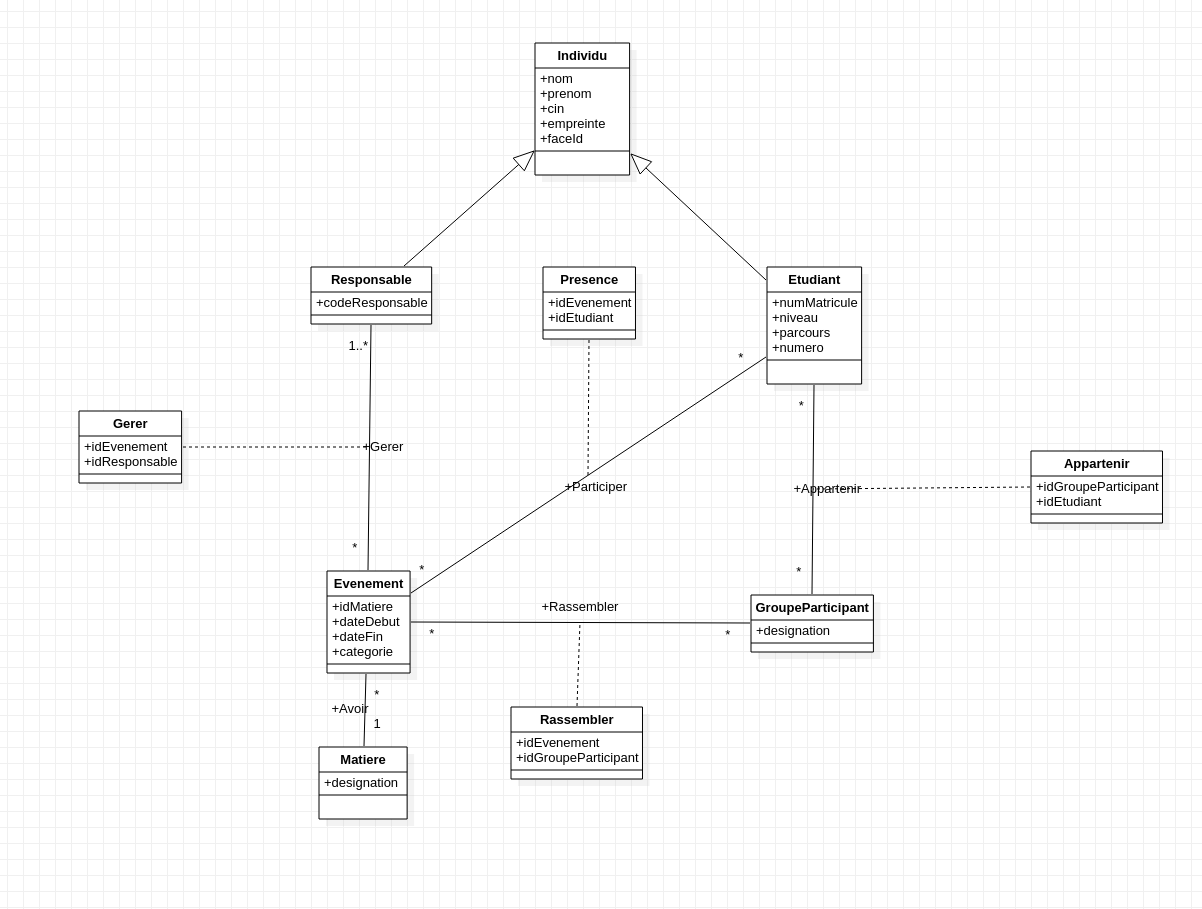 Individu
+nom
+prenom
+cin
+empreinte
+faceId
Responsable
+codeResponsable
Presence
+idEvenement
+idEtudiant
Etudiant
+numMatricule
+niveau
+parcours
+numero
1..*
*
*
Gerer
+idEvenement
+idResponsable
+Gerer
+Participer
+Appartenir
Appartenir
+idGroupeParticipant
+idEtudiant
*
*
*
Evenement
+idMatiere
+dateDebut
+dateFin
+categorie
+Rassembler
*
*
GroupeParticipant
+designation
*
+Avoir
1
Rassembler
+idEvenement
+idGroupeParticipant
Matiere
+designation